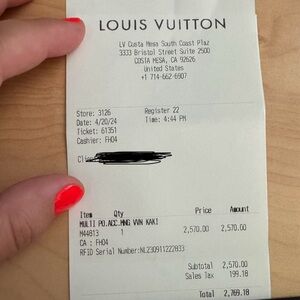 LOUIS VUITTON
LV Costa Mesa South Coast Plaz
3333 Bristol Street Suite 2500
COSTA MESA, CA 92626
United States
+1 714-662-6907
Store: 3126 Register 22
Date: 4/20/24 Time: 4:44 PM
Ticket: 61351
Cashier: FH04
Item Qty Price Amount
MULTI PO.ACC.MNG VVN KAKI
M44813 1 2,570.00 2,570.00
CA : FH04
RFID Serial Number:NL230911222033
Subtotal 2,570.00
Sales Tax 199.18
Total 2,769.18